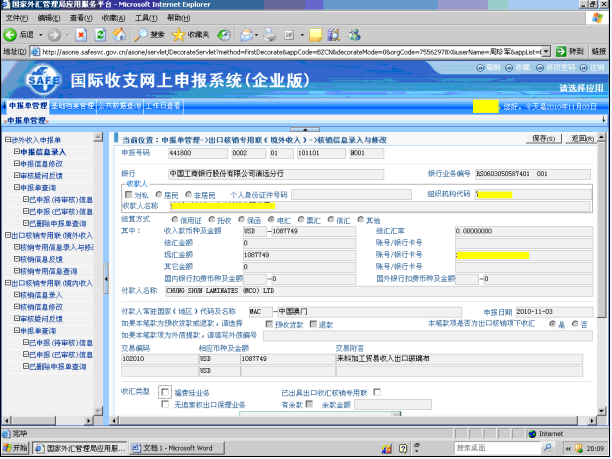 国家外汇管理局应用服务平台 - Microsoft Internet Explorer
文件(F) 编辑(E) 查看(V) 收藏(A) 工具(T) 帮助(H)
后退 搜索 收藏夹
地址(D) http://asone.safesvc.gov.cn/asone/servlet/DecorateServlet?method=firstDecorate&appCode=BZCN&decorateMode=0&orgCode=75562978X&userName=周珍军&appList= 转到 链接
帮助 收藏 修改密码 注销
SAFE 国际收支网上申报系统(企业版) 请选择应用
申报单管理 基础档案管理 公共数据查询 工作日查看 您好，今天是2010年11月03日
申报单管理
涉外收入申报单
申报信息录入
申报信息修改
审核疑问反馈
申报单查询
已申报 (待审核) 信息
已申报 (已审核) 信息
已删除申报单查询
出口核销专用联 (境外收入)
核销专用信息录入与修改
核销信息反馈
核销专用信息查询
出口核销专用联 (境内收入)
核销信息录入
核销信息修改
审核疑问反馈
申报单查询
已申报 (待审核) 信息
已申报 (已审核) 信息
已删除申报单查询
当前位置：申报单管理->出口核销专用联（境外收入）->核销信息录入与修改 保存(S) 返回(R)
申报号码 441800 0002 01 101101 N001
银行 中国工商银行股份有限公司清远分行 银行业务编号 RS0603050587401 001
收款人
对私 居民 非居民 个人身份证件号码 组织机构代码
收款人名称
结算方式 信用证 托收 保函 电汇 票汇 信汇 其他
其中： 收入款币种及金额 USD -1087749 结汇汇率 0.00000000
结汇金额 0 账号/银行卡号
现汇金额 1087749 账号/银行卡号
其它金额 0 账号/银行卡号
国内银行扣费币种及金额 -0 国外银行扣费币种及金额 -0
付款人名称 CHUNG SHUN LAMINATES (MCO) LTD
付款人常驻国家（地区）代码及名称 MAC -中国澳门 申报日期 2010-11-03
如果本笔款为预收货款或退款，请选择 预收货款 退款 本笔款项是否为出口核销项下收汇 是 否
如果本笔款项为外债提款，请填写外债编号
交易编码 相应币种及金额 交易附言
102010 USD 1087749 来料加工贸易收入出口玻璃布
USD
收汇类型 福费廷业务 已出具出口收汇核销专用联
无追索权出口保理业务 有余款 余款金额
完毕 Internet
开始 国家外汇管理局应用服... 文档 1 - Microsoft Word 搜索桌面 20:09